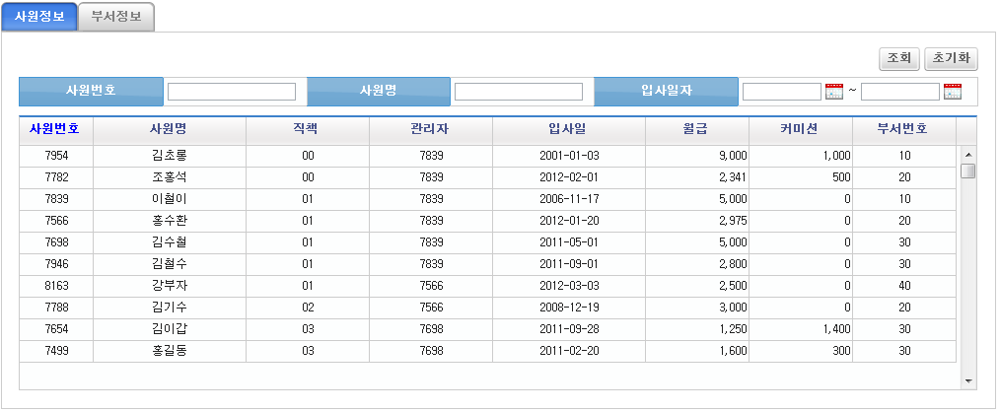 사원정보 부서정보
조회 초기화
사원번호 사원명 입사일자 ~
사원번호 사원명 직책 관리자 입사일 월급 커미션 부서번호
7954 김초롱 00 7839 2001-01-03 9,000 1,000 10
7782 조홍석 00 7839 2012-02-01 2,341 500 20
7839 이철이 01 7839 2006-11-17 5,000 0 10
7566 홍수환 01 7839 2012-01-20 2,975 0 20
7698 김수철 01 7839 2011-05-01 5,000 0 30
7946 김철수 01 7839 2011-09-01 2,800 0 30
8163 강부자 01 7566 2012-03-03 2,500 0 40
7788 김기수 02 7566 2008-12-19 3,000 0 20
7654 김이갑 03 7698 2011-09-28 1,250 1,400 30
7499 홍길동 03 7698 2011-02-20 1,600 300 30